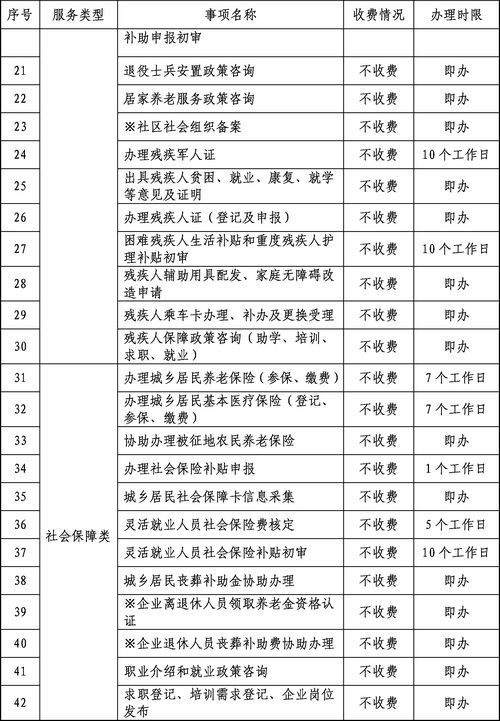 序号 服务类型 事项名称 收费情况 办理时限
补助申报初审
21 退役士兵安置政策咨询 不收费 即办
22 居家养老服务政策咨询 不收费 即办
23 ※社区社会组织备案 不收费 即办
24 办理残疾军人证 不收费 10个工作日
25 出具残疾人贫困、就业、康复、就学 不收费 即办
等意见及证明
26 办理残疾人证（登记及申报） 不收费 即办
27 困难残疾人生活补贴和重度残疾人护 不收费 10个工作日
理补贴初审
28 残疾人辅助用具配发、家庭无障碍改 不收费 即办
造申请
29 残疾人乘车卡办理、补办及更换受理 不收费 即办
30 残疾人保障政策咨询（助学、培训、 不收费 即办
求职、就业）
31 办理城乡居民养老保险（参保、缴费） 不收费 7个工作日
32 办理城乡居民基本医疗保险（登记、 不收费 7个工作日
参保、缴费）
33 协助办理被征地农民养老保险 不收费 即办
34 办理社会保险补贴申报 不收费 1个工作日
35 城乡居民社会保障卡信息采集 不收费 即办
36 社会保障类 灵活就业人员社会保险费核定 不收费 5个工作日
37 灵活就业人员社会保险补贴初审 不收费 10个工作日
38 城乡居民丧葬补助金协助办理 不收费 即办
39 ※企业离退休人员领取养老金资格认 不收费 即办
证
40 ※企业退休人员丧葬补助费协助办理 不收费 即办
41 职业介绍和就业政策咨询 不收费 即办
42 求职登记、培训需求登记、企业岗位 不收费 即办
发布